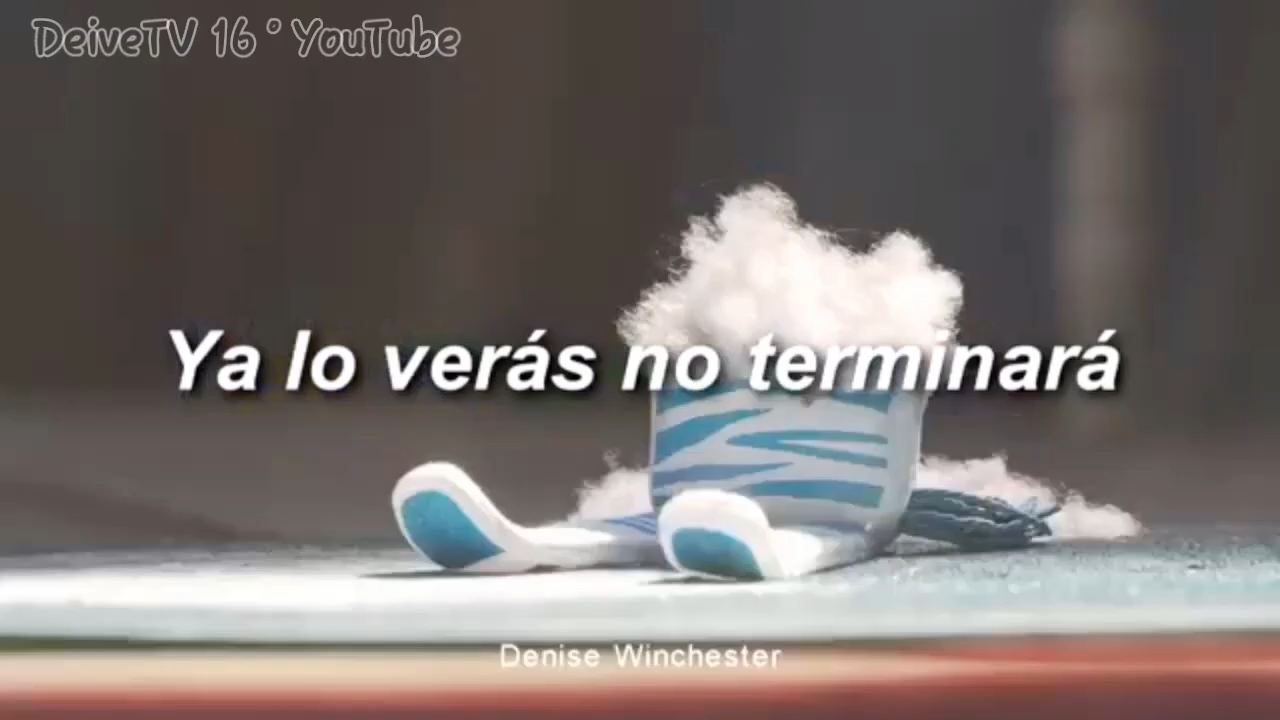 DeiveTV 16 ° YouTube
Ya lo verás no terminará
Denise Winchester